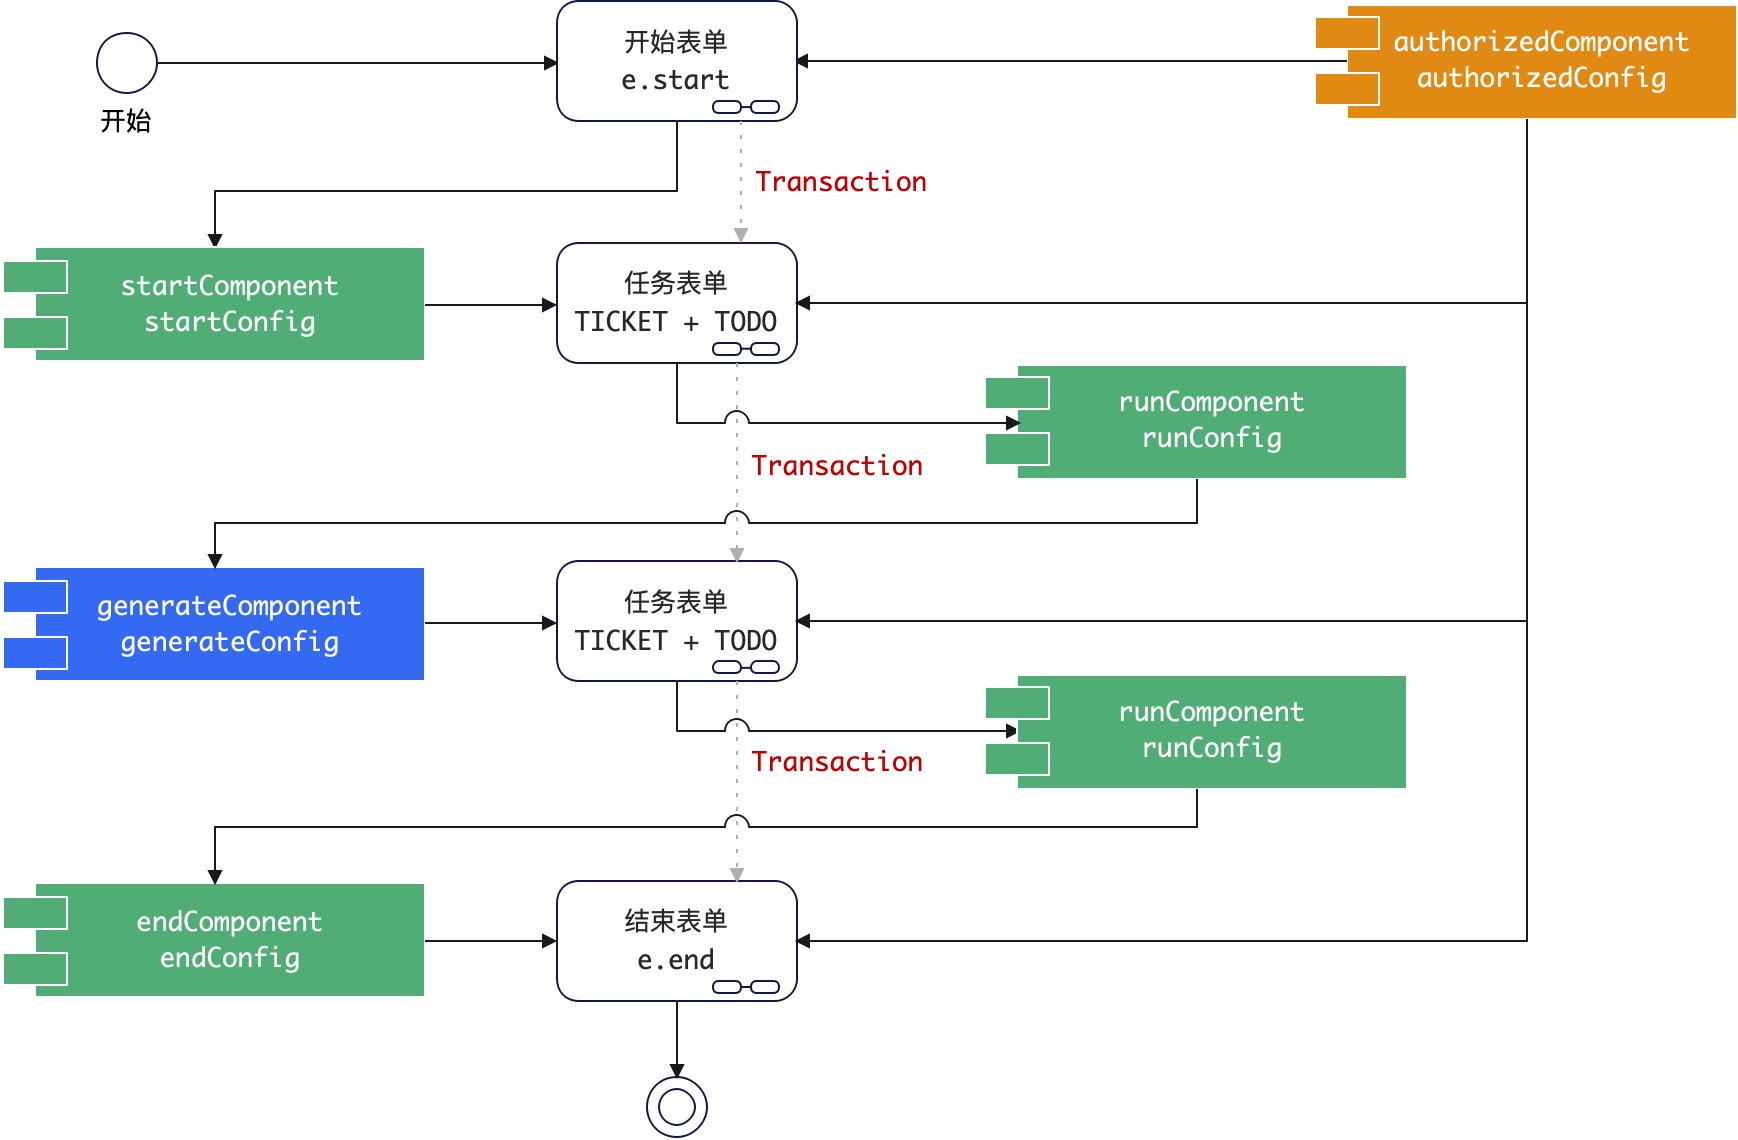 开始
开始表单
e.start
authorizedComponent
authorizedConfig
Transaction
startComponent
startConfig
任务表单
TICKET + TODO
runComponent
runConfig
Transaction
generateComponent
generateConfig
任务表单
TICKET + TODO
runComponent
runConfig
Transaction
endComponent
endConfig
结束表单
e.end